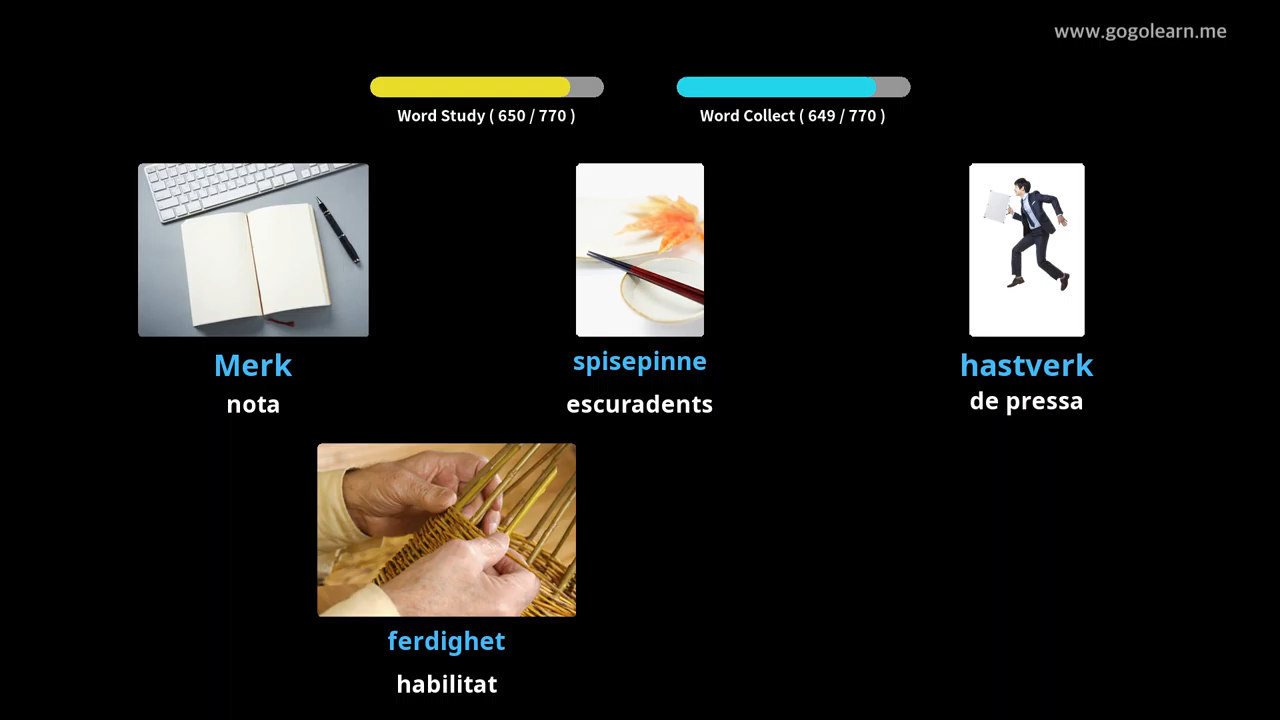 www.gogolearn.me
Word Study ( 650 / 770 )
Word Collect ( 649 / 770 )
Merk
nota
spisepinne
escuradents
hastverk
de pressa
ferdighet
habilitat